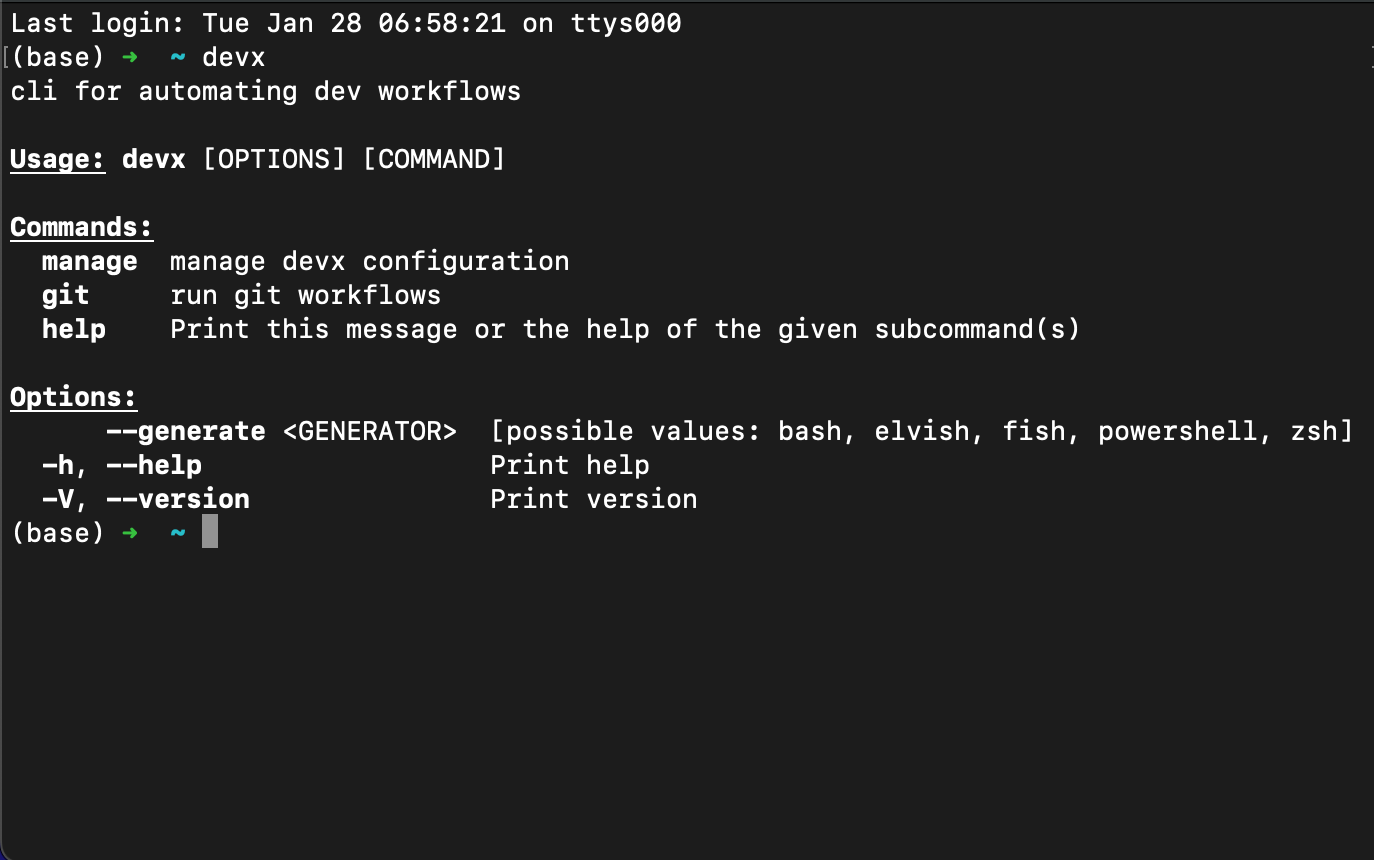 Last login: Tue Jan 28 06:58:21 on ttys000
[(base) ➜  ~ devx
cli for automating dev workflows

Usage: devx [OPTIONS] [COMMAND]

Commands:
  manage  manage devx configuration
  git     run git workflows
  help    Print this message or the help of the given subcommand(s)

Options:
      --generate <GENERATOR>  [possible values: bash, elvish, fish, powershell, zsh]
  -h, --help                  Print help
  -V, --version               Print version
(base) ➜  ~